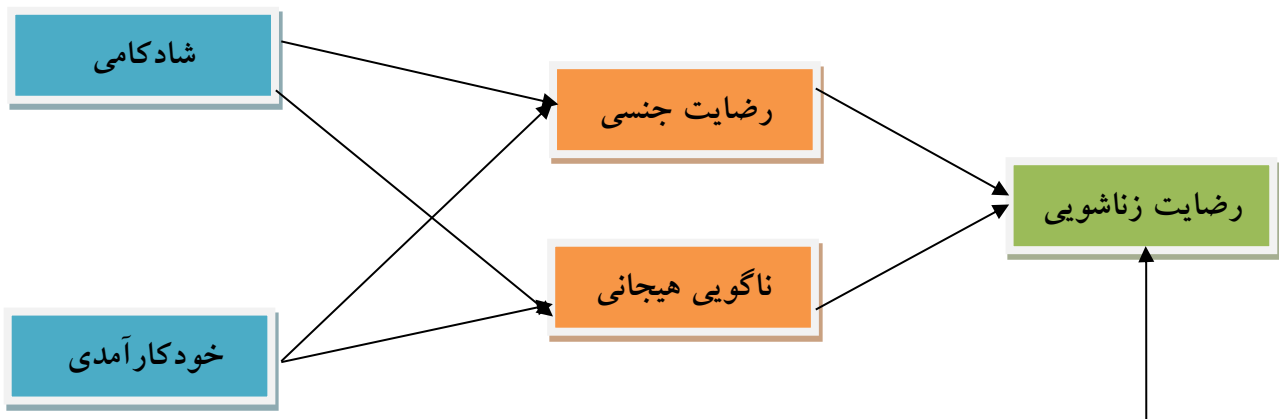 شادکامی
رضایت جنسی
رضایت زناشویی
ناگویی هیجانی
خودکارآمدی